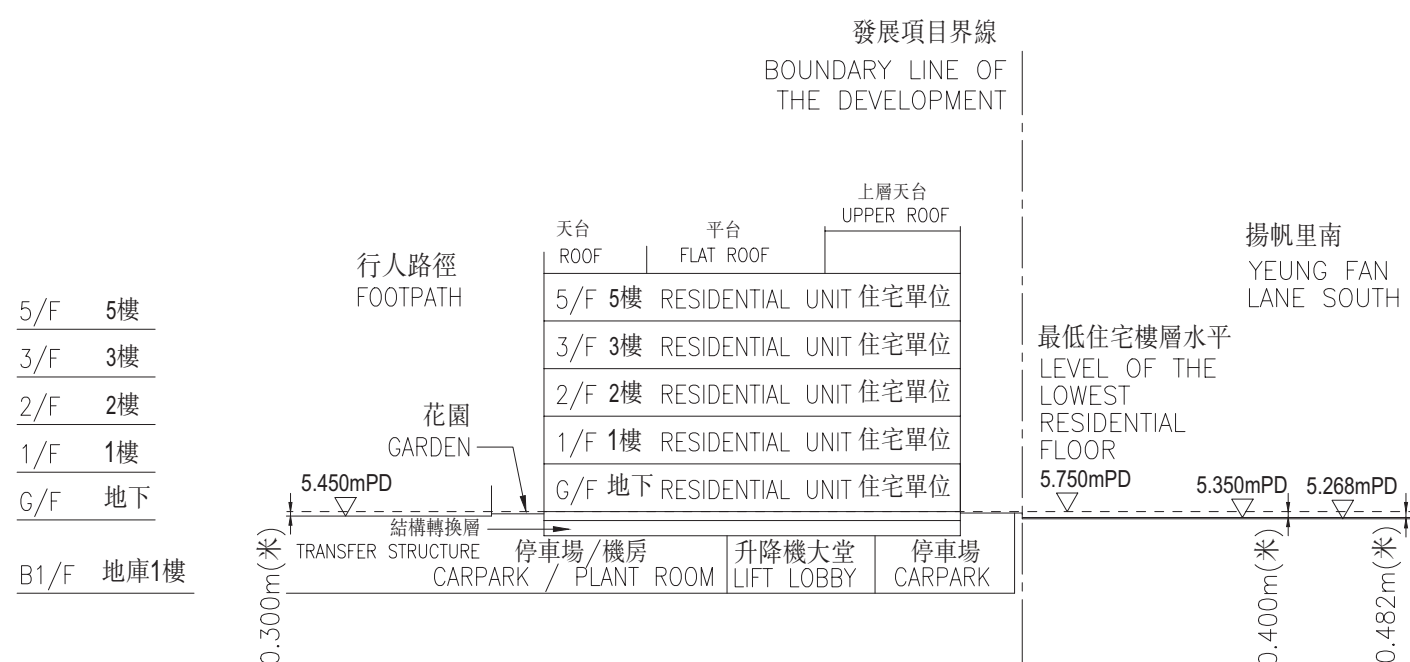 發展項目界線
BOUNDARY LINE OF
THE DEVELOPMENT
上層天台
UPPER ROOF
天台
ROOF
平台
FLAT ROOF
行人路徑
FOOTPATH
揚帆里南
YEUNG FAN
LANE SOUTH
5/F 5樓
3/F 3樓
2/F 2樓
1/F 1樓
G/F 地下
B1/F 地庫1樓
5/F 5樓 RESIDENTIAL UNIT 住宅單位
3/F 3樓 RESIDENTIAL UNIT 住宅單位
2/F 2樓 RESIDENTIAL UNIT 住宅單位
1/F 1樓 RESIDENTIAL UNIT 住宅單位
G/F 地下 RESIDENTIAL UNIT 住宅單位
最低住宅樓層水平
LEVEL OF THE
LOWEST
RESIDENTIAL
FLOOR
花園
GARDEN
5.450mPD
5.750mPD
5.350mPD
5.268mPD
結構轉換層
TRANSFER STRUCTURE
停車場/機房
CARPARK / PLANT ROOM
升降機大堂
LIFT LOBBY
停車場
CARPARK
0.300m(米)
0.400m(米)
0.482m(米)